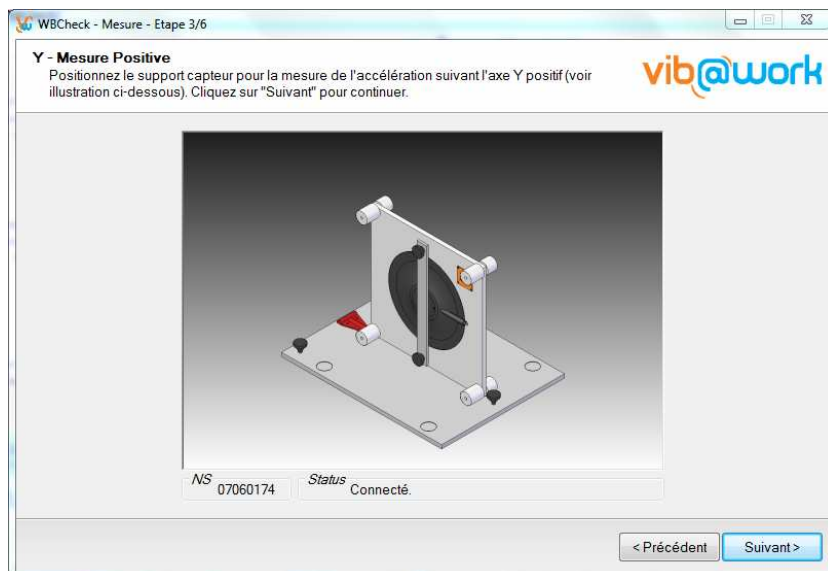 WBCheck - Mesure - Etape 3/6
Y - Mesure Positive
Positionnez le support capteur pour la mesure de l'accélération suivant l'axe Y positif (voir
illustration ci-dessous). Cliquez sur "Suivant" pour continuer.
vib@work
NS
07060174
Status
Connecté.
< Précédent
Suivant >